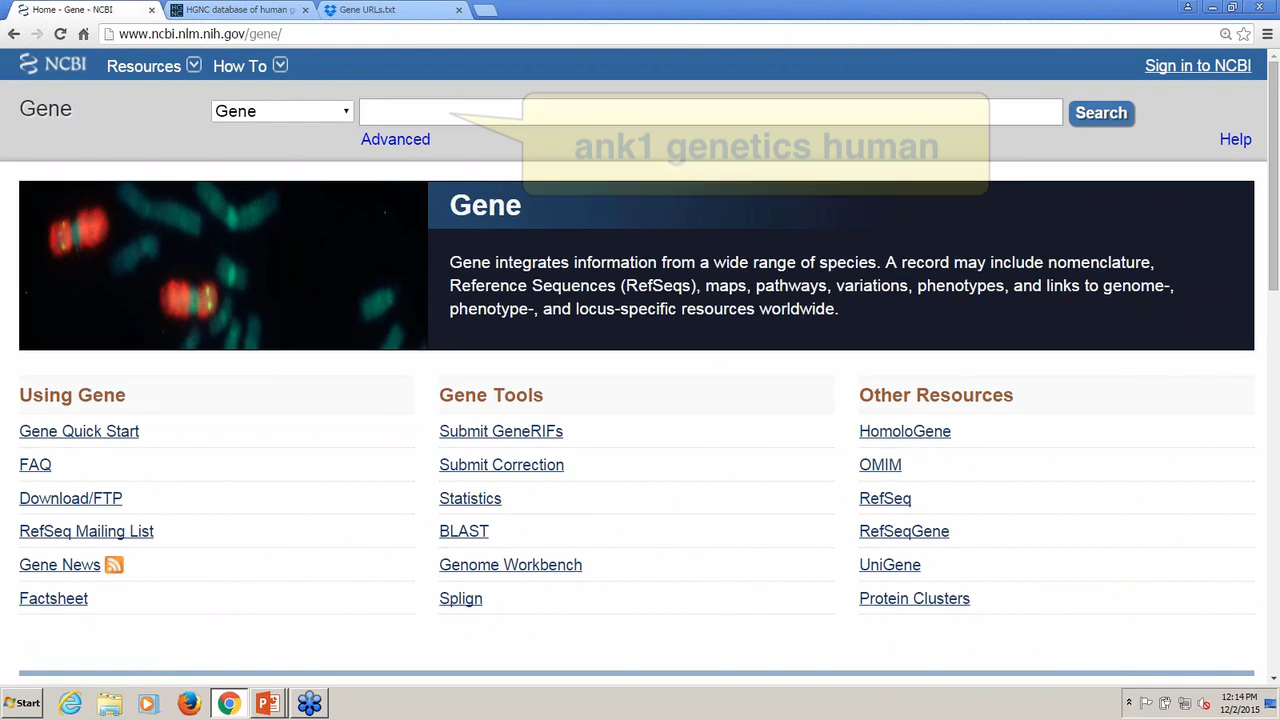 Home - Gene - NCBI
HGNC database of human g
Gene URLs.txt
www.ncbi.nlm.nih.gov/gene/
NCBI
Resources
How To
Sign in to NCBI
Gene
Gene
Search
ank1 genetics human
Advanced
Help
Gene
Gene integrates information from a wide range of species. A record may include nomenclature,
Reference Sequences (RefSeqs), maps, pathways, variations, phenotypes, and links to genome-,
phenotype-, and locus-specific resources worldwide.
Using Gene
Gene Quick Start
FAQ
Download/FTP
RefSeq Mailing List
Gene News
Factsheet
Gene Tools
Submit GeneRIFs
Submit Correction
Statistics
BLAST
Genome Workbench
Splign
Other Resources
HomoloGene
OMIM
RefSeq
RefSeqGene
UniGene
Protein Clusters
Start
12:14 PM
12/2/2015